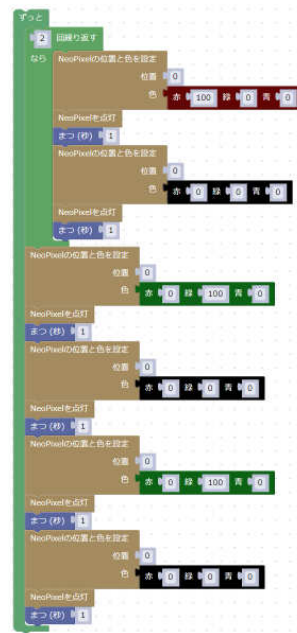 ずっと
2 回繰り返す
なら NeoPixelの位置と色を設定
位置 0
色 赤 100 緑 0 青 0
NeoPixelを点灯
まつ (秒) 1
NeoPixelの位置と色を設定
位置 0
色 赤 0 緑 0 青 0
NeoPixelを点灯
まつ (秒) 1
NeoPixelの位置と色を設定
位置 0
色 赤 0 緑 100 青 0
NeoPixelを点灯
まつ (秒) 1
NeoPixelの位置と色を設定
位置 0
色 赤 0 緑 0 青 0
NeoPixelを点灯
まつ (秒) 1
NeoPixelの位置と色を設定
位置 0
色 赤 0 緑 100 青 0
NeoPixelを点灯
まつ (秒) 1
NeoPixelの位置と色を設定
位置 0
色 赤 0 緑 0 青 0
NeoPixelを点灯
まつ (秒) 1